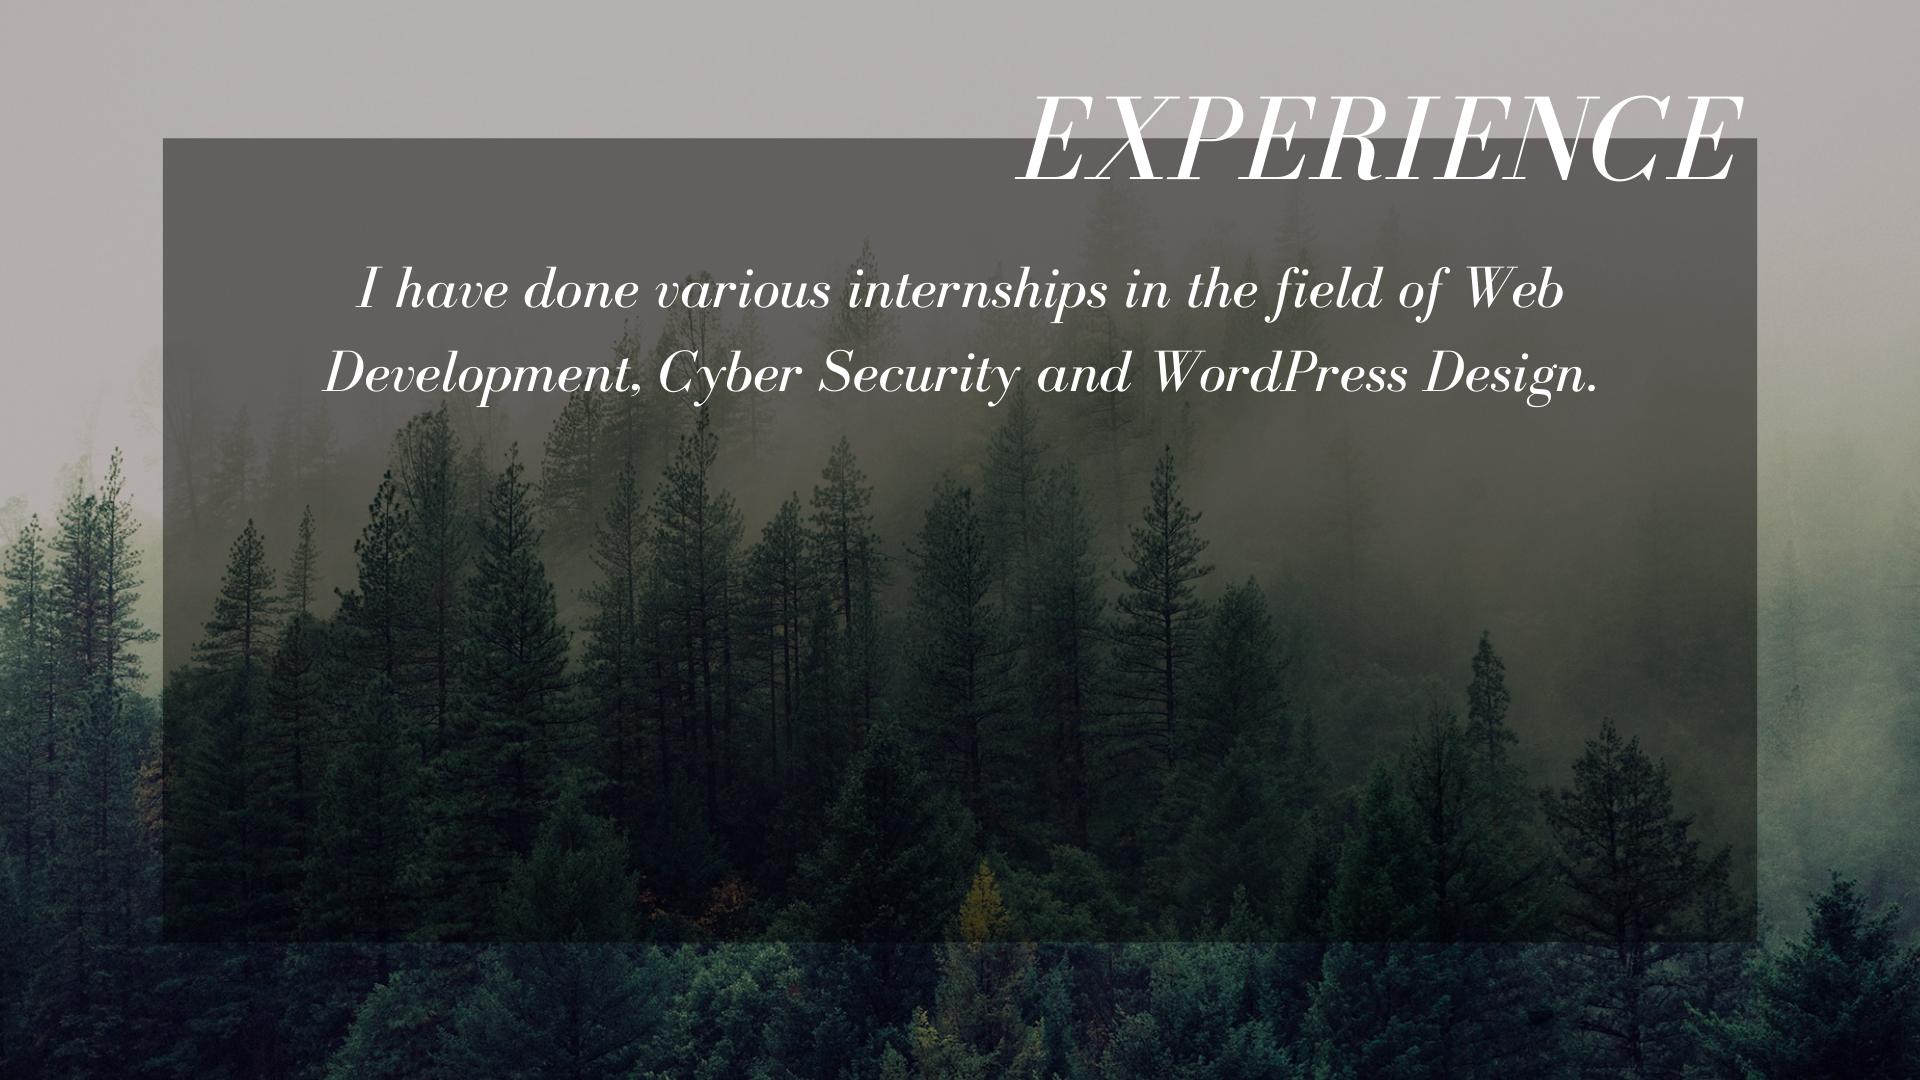 EXPERIENCE
I have done various internships in the field of Web
Development, Cyber Security and WordPress Design.